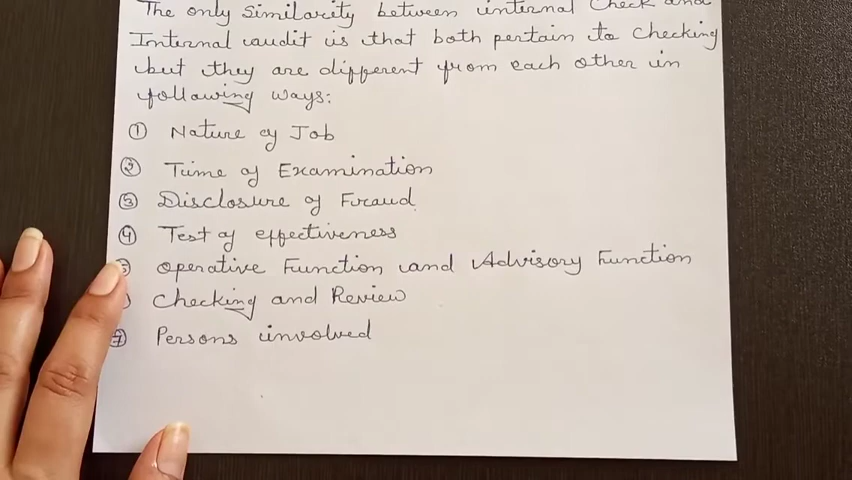 The only similarity between internal Check and
Internal audit is that both pertain to checking
but they are different from each other in
following ways:
① Nature of Job
② Time of Examination
③ Disclosure of Fraud
④ Test of effectiveness
⑤ Operative Function and Advisory Function
Checking and Review
⑦ Persons involved